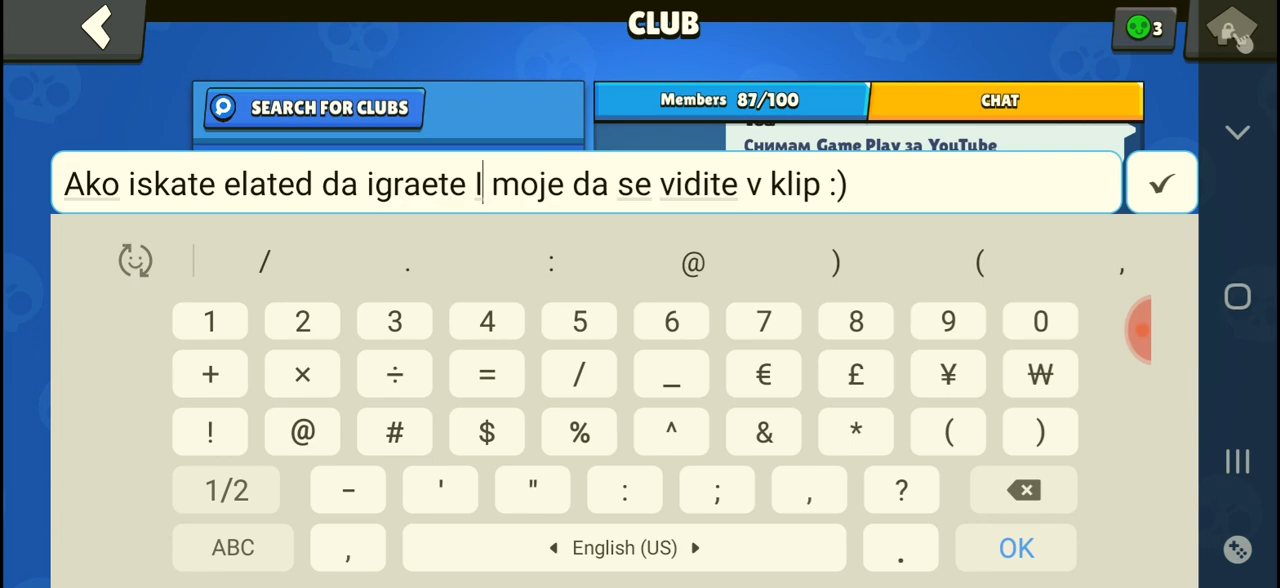 CLUB
3
SEARCH FOR CLUBS
Members 87/100
CHAT
Снимам Game Play за YouTube
Ako iskate elated da igraete I moje da se vidite v klip :)
/ . : @ ) ( ,
1 2 3 4 5 6 7 8 9 0
+ × ÷ = / _ € £ ¥ ₩
! @ # $ % ^ & * ( )
1/2 - ' " : ; , ?
ABC , English (US) . OK